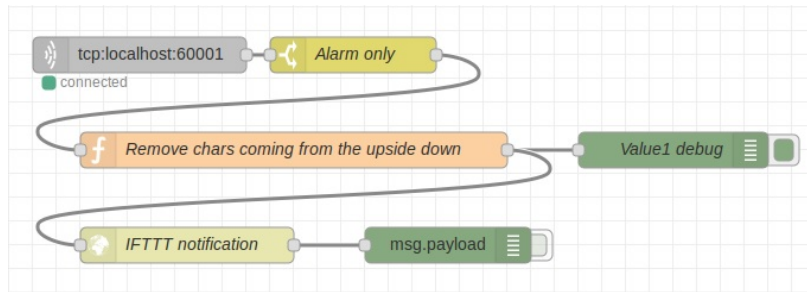 tcp:localhost:60001
Alarm only
connected
Remove chars coming from the upside down
Value1 debug
IFTTT notification
msg.payload